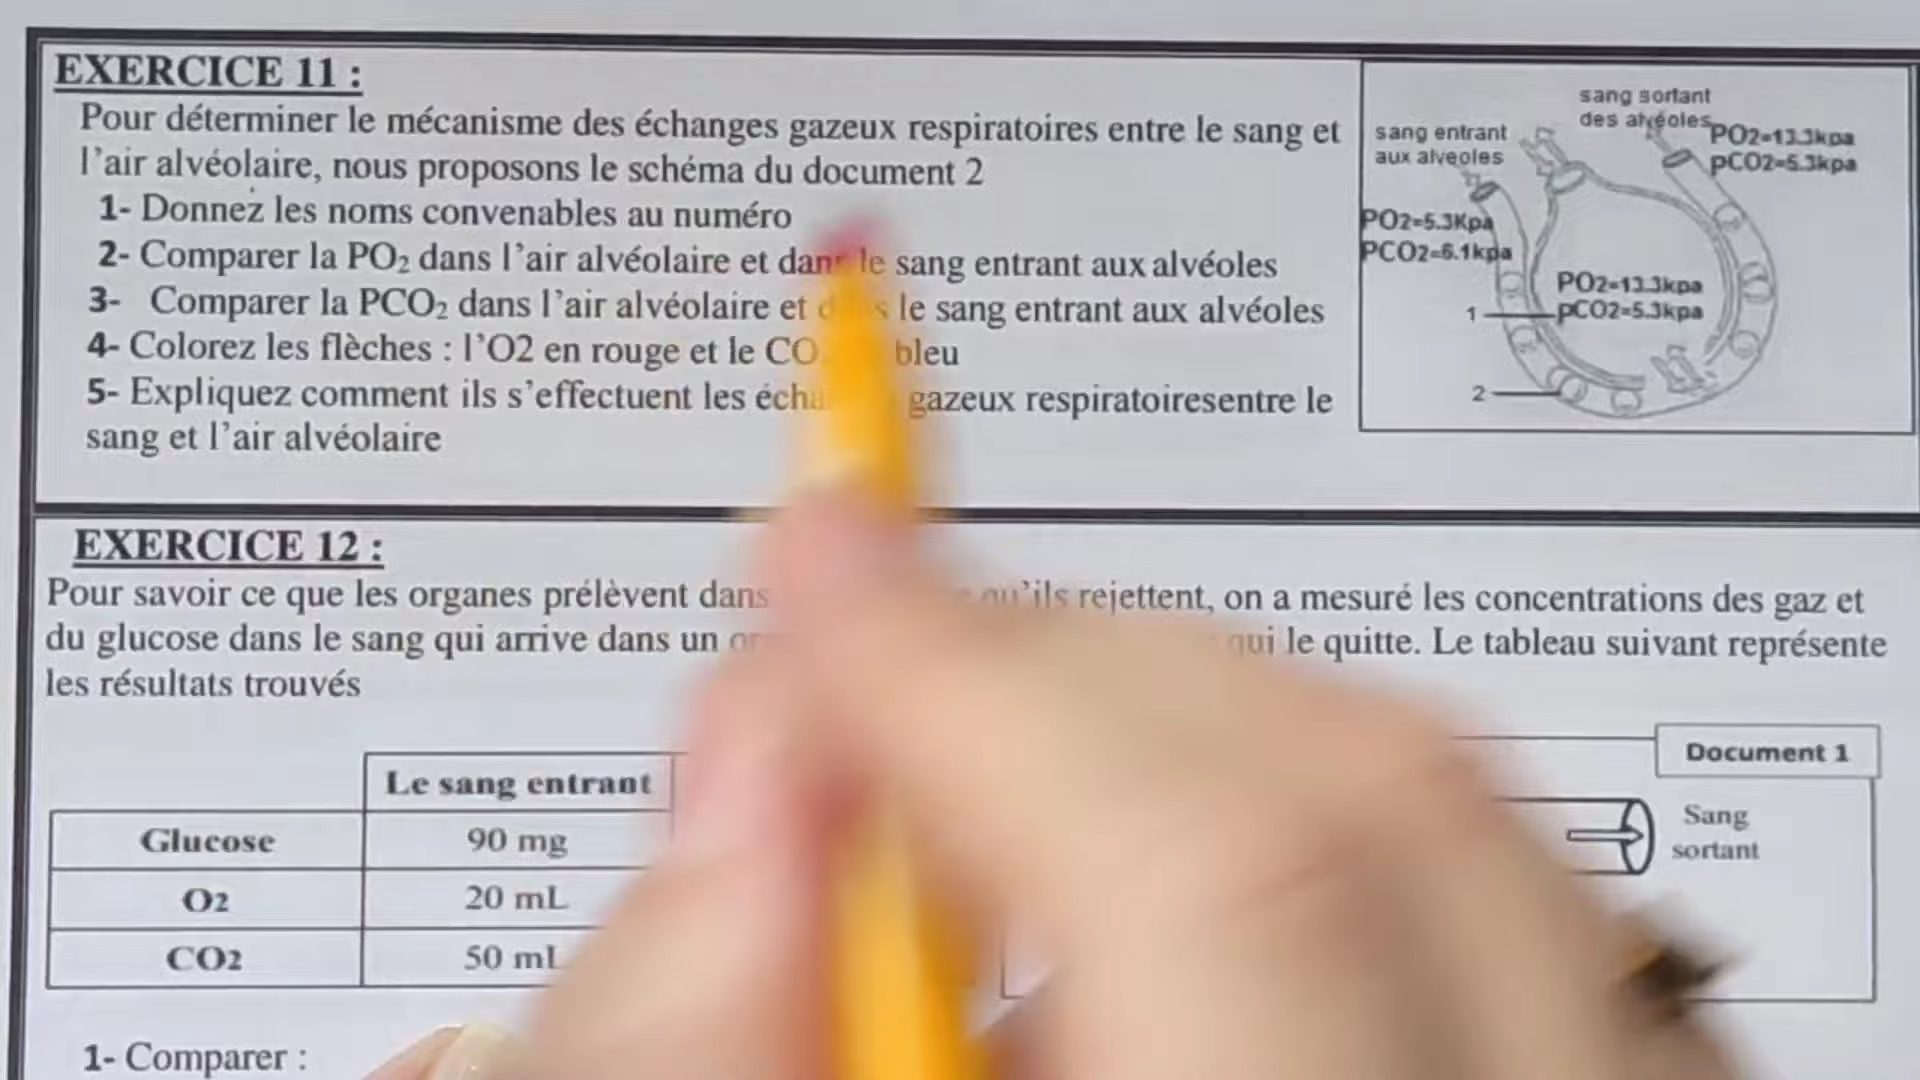 EXERCICE 11 :
Pour déterminer le mécanisme des échanges gazeux respiratoires entre le sang et
l'air alvéolaire, nous proposons le schéma du document 2
1- Donnez les noms convenables au numéro
2- Comparer la PO2 dans l'air alvéolaire et dans le sang entrant aux alvéoles
3- Comparer la PCO2 dans l'air alvéolaire et le sang entrant aux alvéoles
4- Colorez les flèches : l'O2 en rouge et le bleu
5- Expliquez comment ils s'effectuent les gazeux respiratoiresentre le
sang et l'air alvéolaire
sang sortant
des alvéoles
PO2=13.3kpa
pCO2=5.3kpa
sang entrant
aux alveoles
PO2=5.3Kpa
PCO2=6.1kpa
PO2=13.3kpa
pCO2=5.3kpa
1
2
EXERCICE 12 :
Pour savoir ce que les organes prélèvent dans qu'ils rejettent, on a mesuré les concentrations des gaz et
du glucose dans le sang qui arrive dans un qui le quitte. Le tableau suivant représente
les résultats trouvés
Le sang entrant
Glucose 90 mg
O2 20 mL
CO2 50 mL
Document 1
Sang
sortant
1- Comparer :